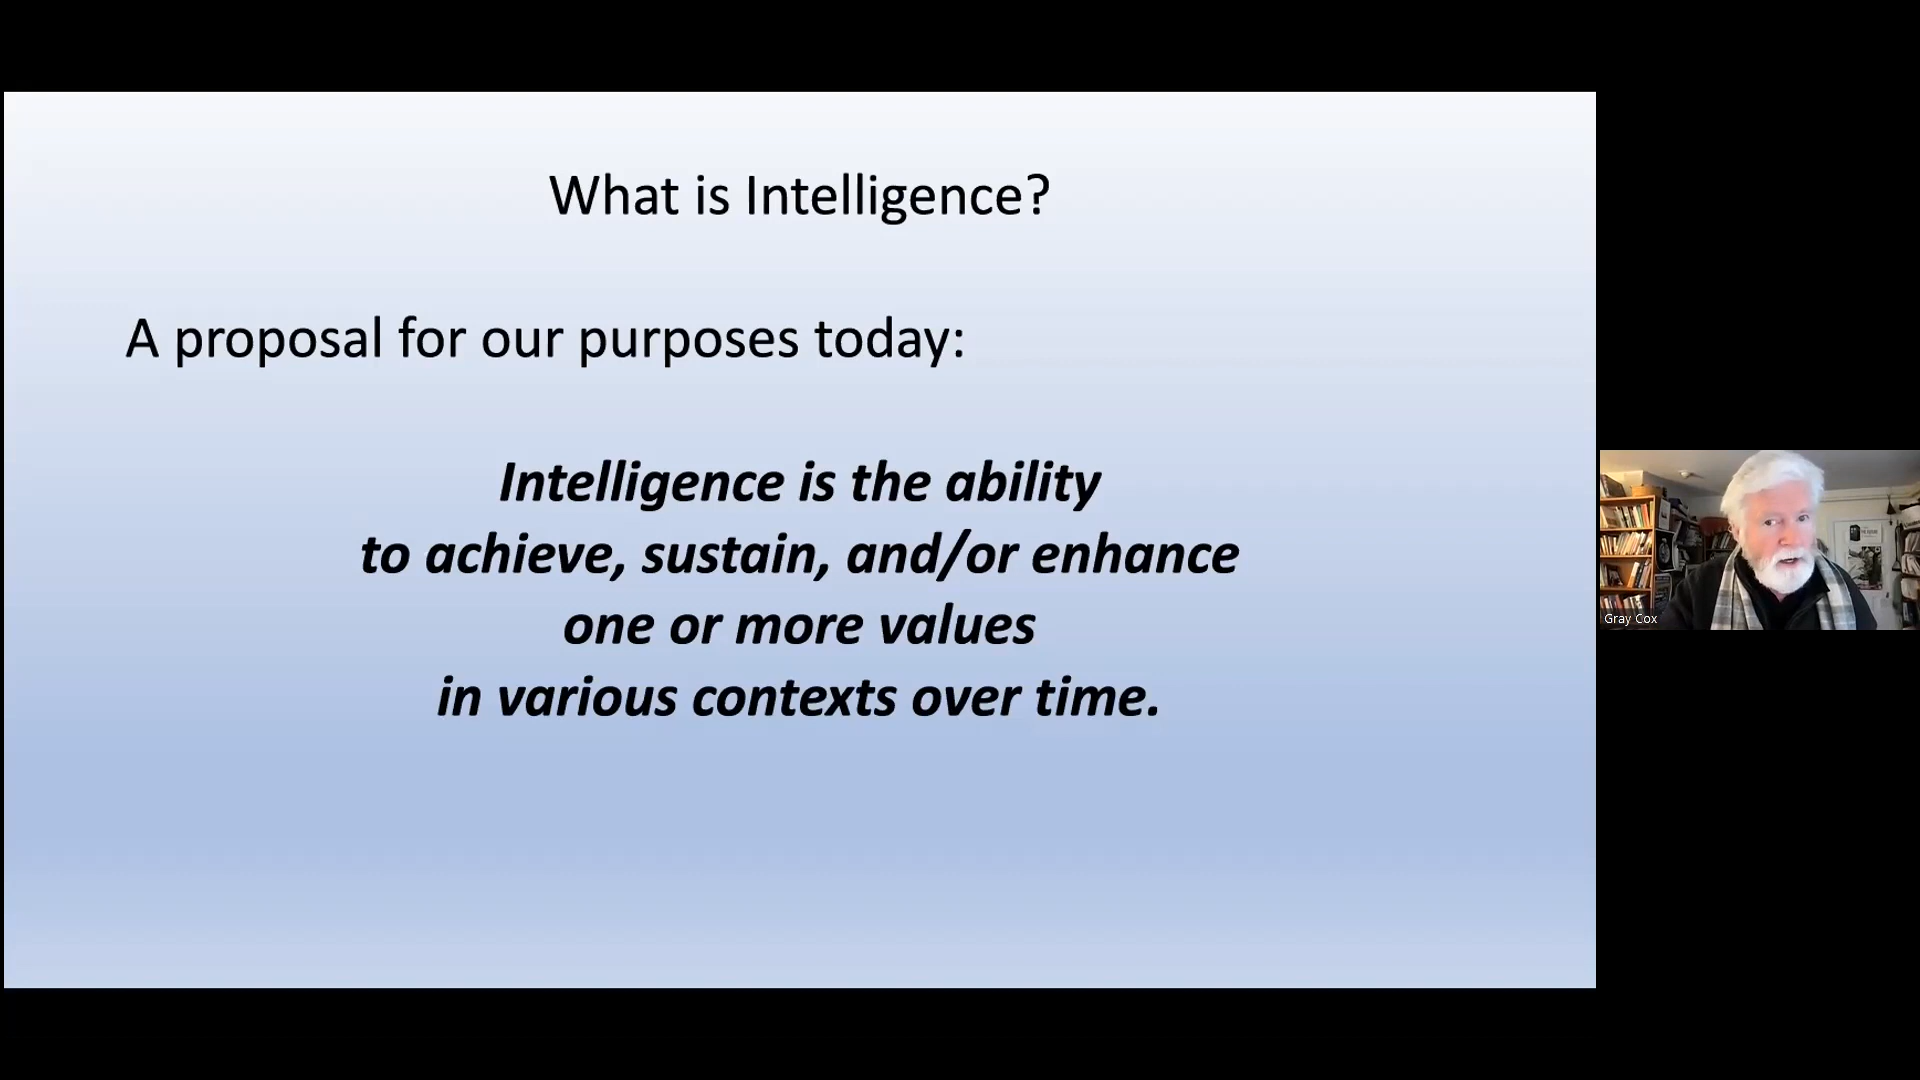 What is Intelligence?
A proposal for our purposes today:
Intelligence is the ability
to achieve, sustain, and/or enhance
one or more values
in various contexts over time.
Gray Cox